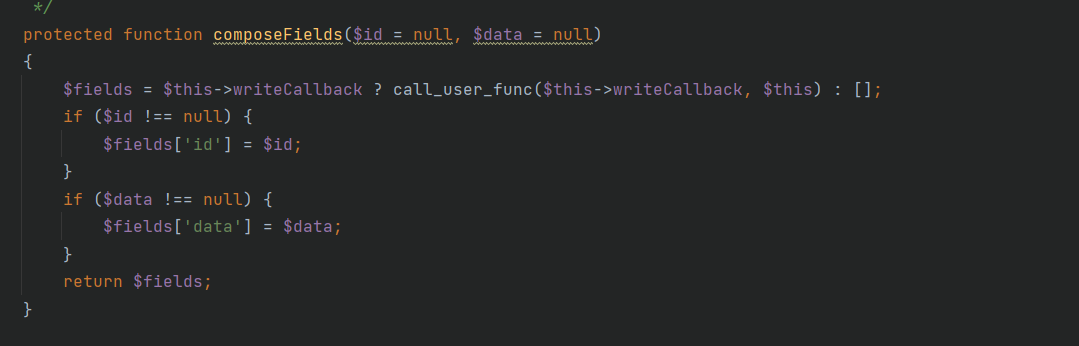 */
protected function composeFields($id = null, $data = null)
{
    $fields = $this->writeCallback ? call_user_func($this->writeCallback, $this) : [];
    if ($id !== null) {
        $fields['id'] = $id;
    }
    if ($data !== null) {
        $fields['data'] = $data;
    }
    return $fields;
}